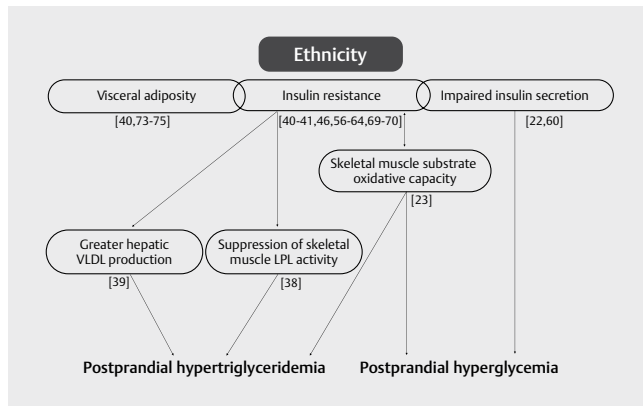 Ethnicity
Visceral adiposity
Insulin resistance
Impaired insulin secretion
[40,73-75]
[40-41,46,56-64,69-70]
[22,60]
Skeletal muscle substrate
oxidative capacity
[23]
Greater hepatic
VLDL production
Suppression of skeletal
muscle LPL activity
[39]
[38]
Postprandial hypertriglyceridemia
Postprandial hyperglycemia